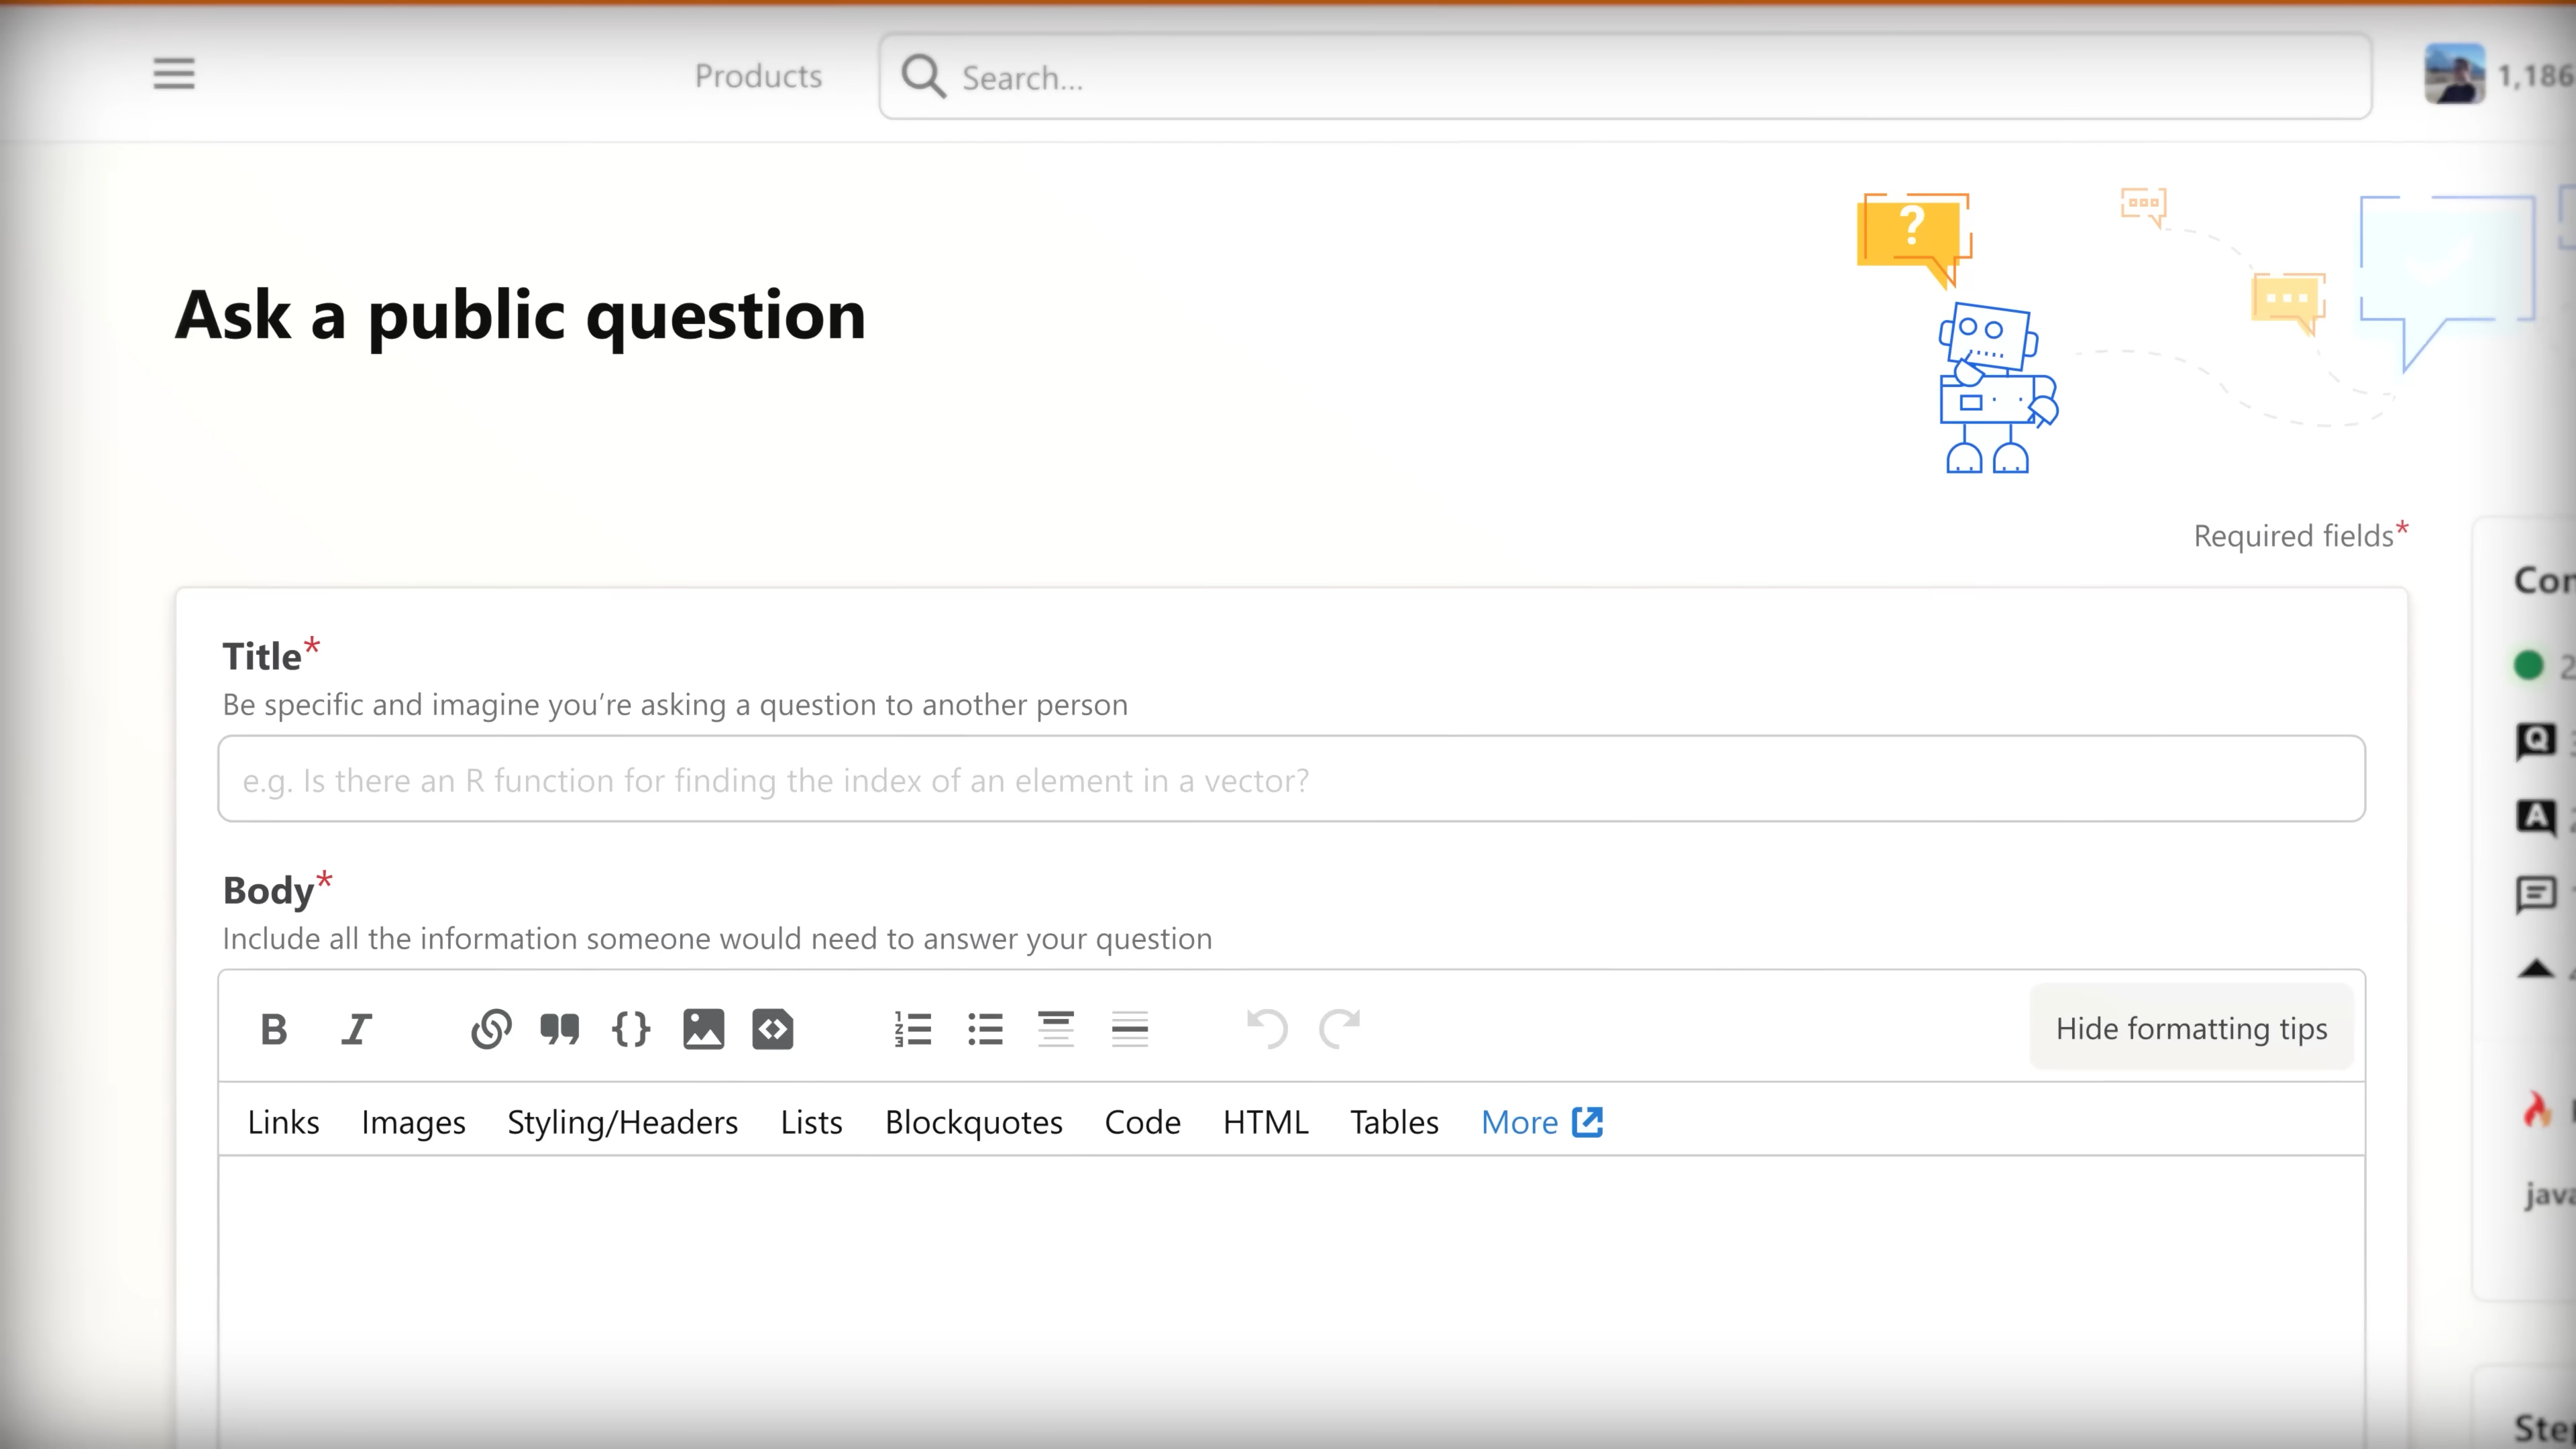 Products
Search...
1,186
?
Ask a public question
Required fields*
Title*
Be specific and imagine you’re asking a question to another person
e.g. Is there an R function for finding the index of an element in a vector?
Body*
Include all the information someone would need to answer your question
B I
Hide formatting tips
Links Images Styling/Headers Lists Blockquotes Code HTML Tables More
Q
A